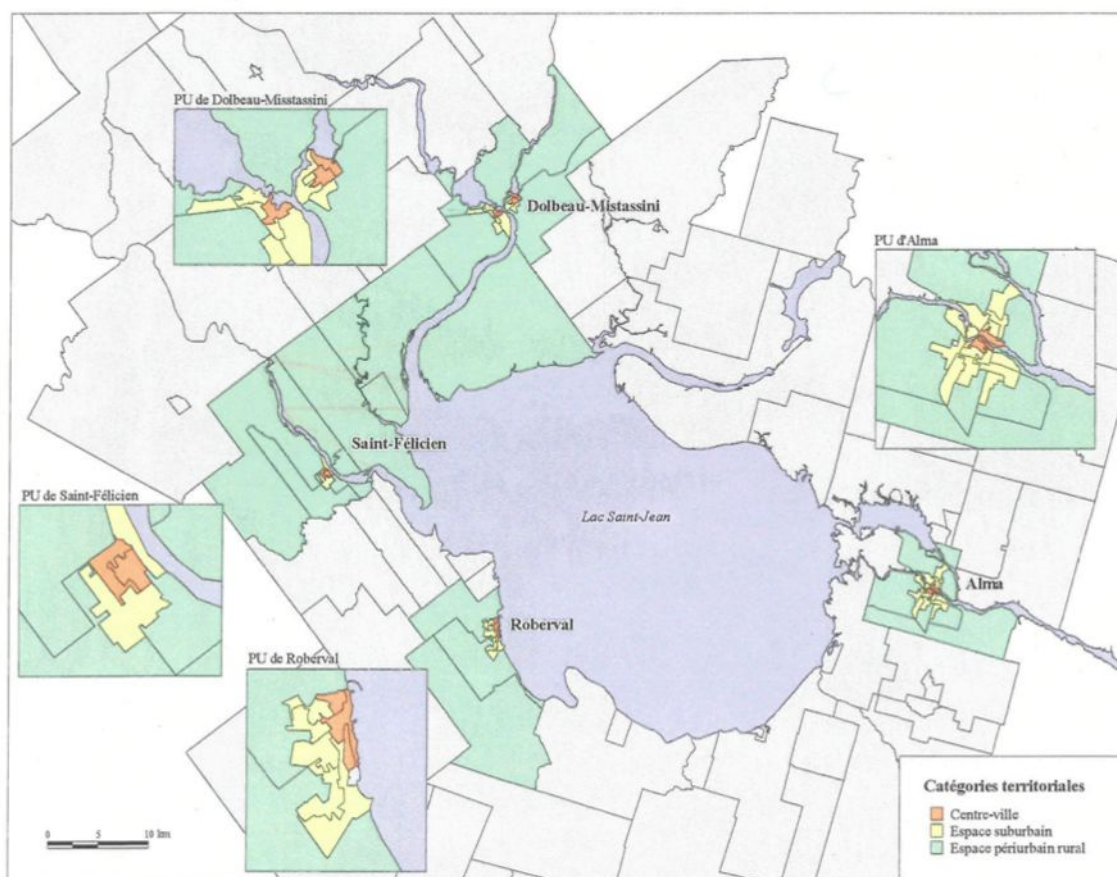 PU de Dolbeau-Misstassini
Dolbeau-Mistassini
PU d'Alma
Saint-Félicien
PU de Saint-Félicien
Lac Saint-Jean
Alma
Roberval
PU de Roberval
Catégories territoriales
Centre-ville
Espace suburbain
Espace périurbain rural
0 5 10 km